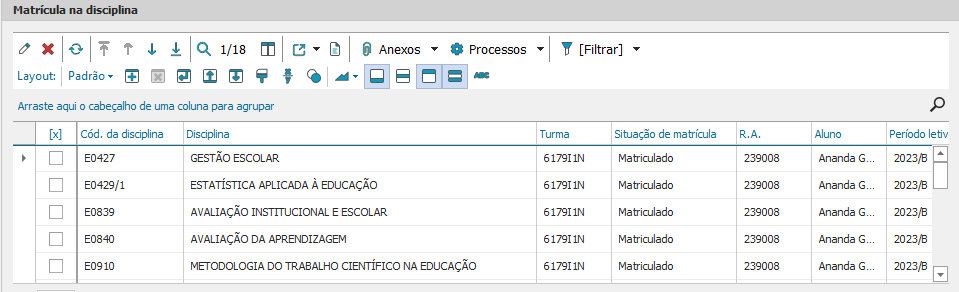 Matrícula na disciplina
1/18 Anexos Processos [Filtrar]
Layout: Padrão ABC
Arraste aqui o cabeçalho de uma coluna para agrupar
[x] Cód. da disciplina Disciplina Turma Situação de matrícula R.A. Aluno Período letiv
E0427 GESTÃO ESCOLAR 6179I1N Matriculado 239008 Ananda G... 2023/B
E0429/1 ESTATÍSTICA APLICADA À EDUCAÇÃO 6179I1N Matriculado 239008 Ananda G... 2023/B
E0839 AVALIAÇÃO INSTITUCIONAL E ESCOLAR 6179I1N Matriculado 239008 Ananda G... 2023/B
E0840 AVALIAÇÃO DA APRENDIZAGEM 6179I1N Matriculado 239008 Ananda G... 2023/B
E0910 METODOLOGIA DO TRABALHO CIENTÍFICO NA EDUCAÇÃO 6179I1N Matriculado 239008 Ananda G... 2023/B